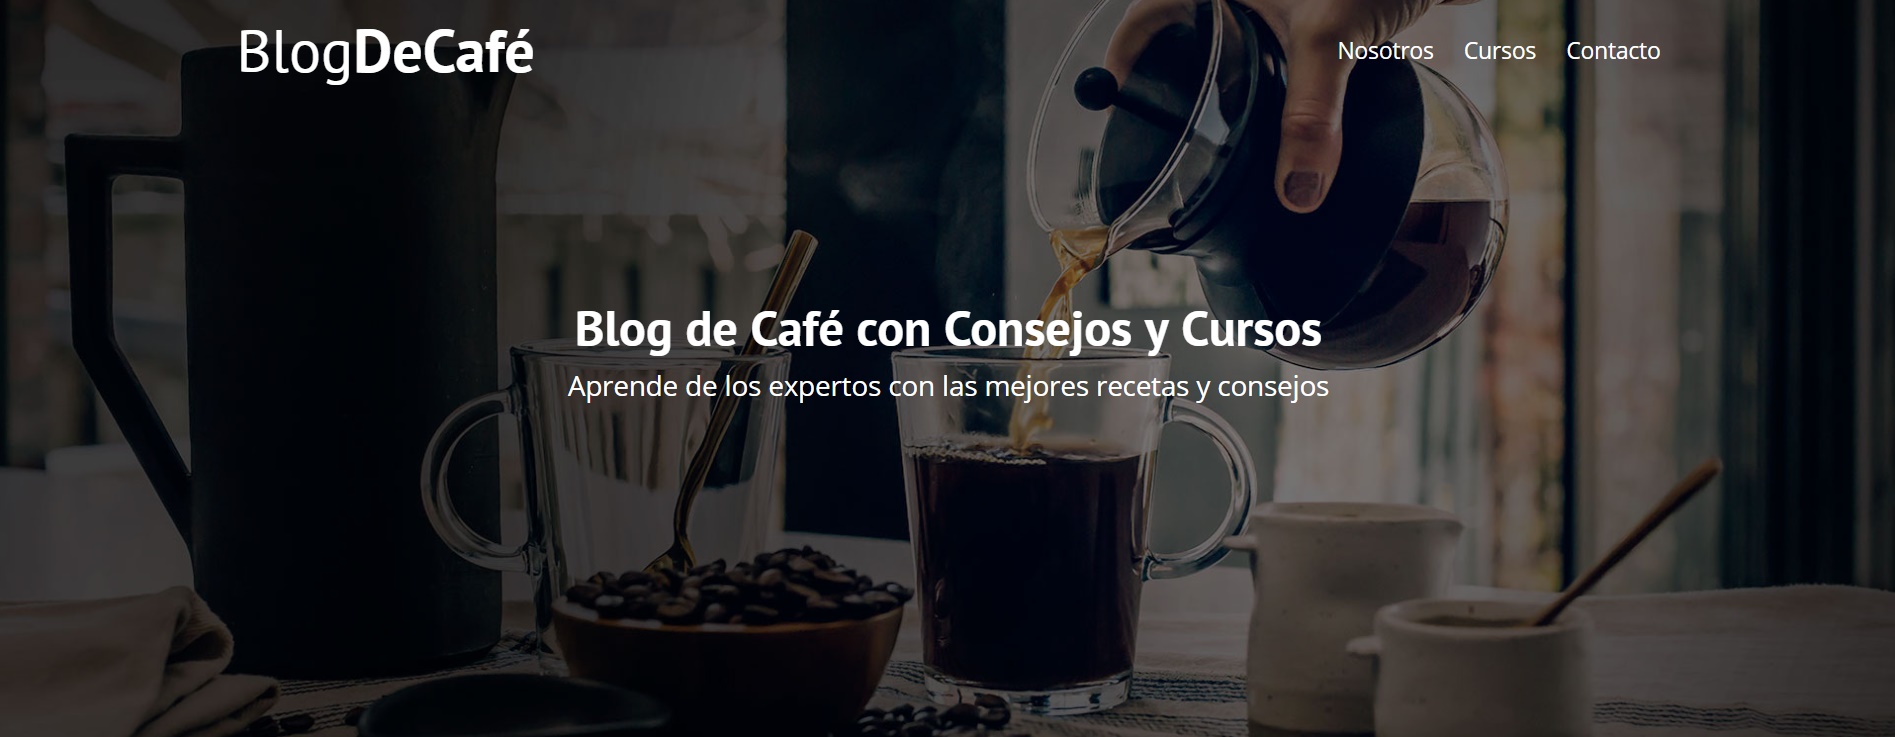 BlogDeCafé
Nosotros Cursos Contacto
Blog de Café con Consejos y Cursos
Aprende de los expertos con las mejores recetas y consejos